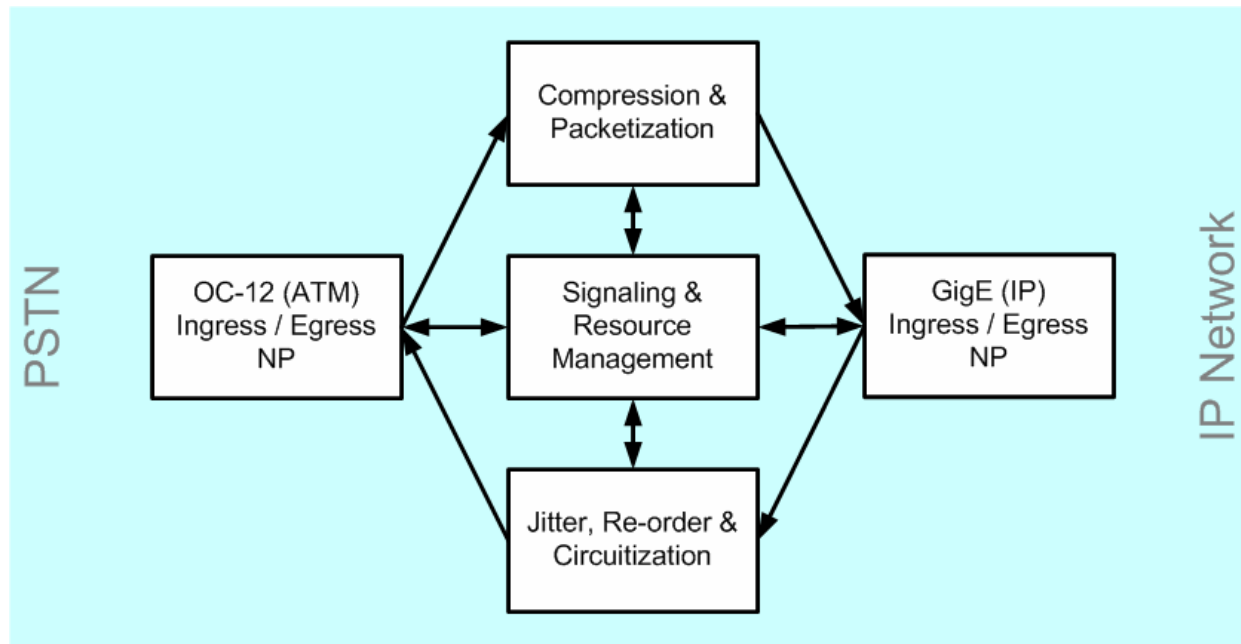 Compression &
Packetization
PSTN
OC-12 (ATM)
Ingress / Egress
NP
Signaling &
Resource
Management
GigE (IP)
Ingress / Egress
NP
IP Network
Jitter, Re-order &
Circuitization